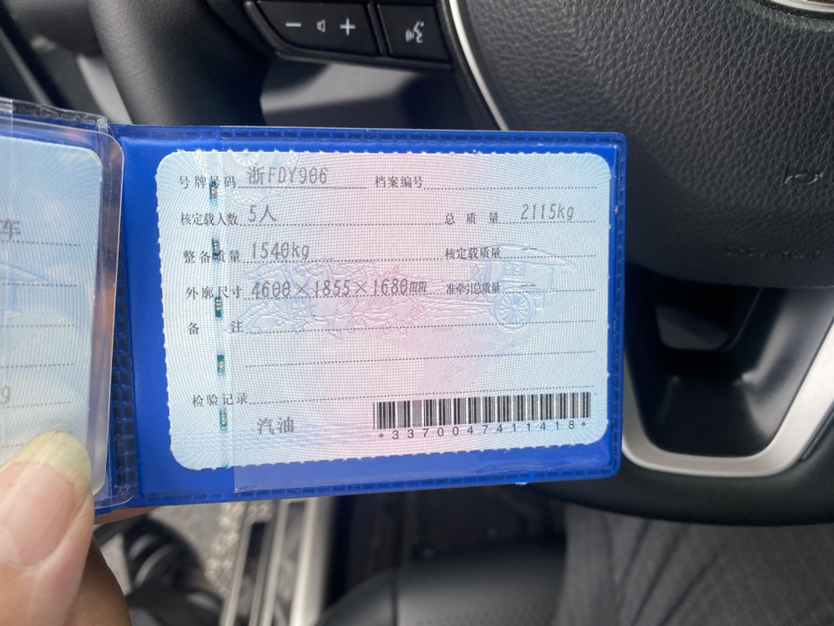 号牌号码 浙FDY906 档案编号
核定载人数 5人 总质量 2115kg
整备质量 1540kg 核定载质量 --
外廓尺寸 4600×1855×1680mm 准牵引总质量 --
备注
检验记录
汽油
*3370047411418*
车
9